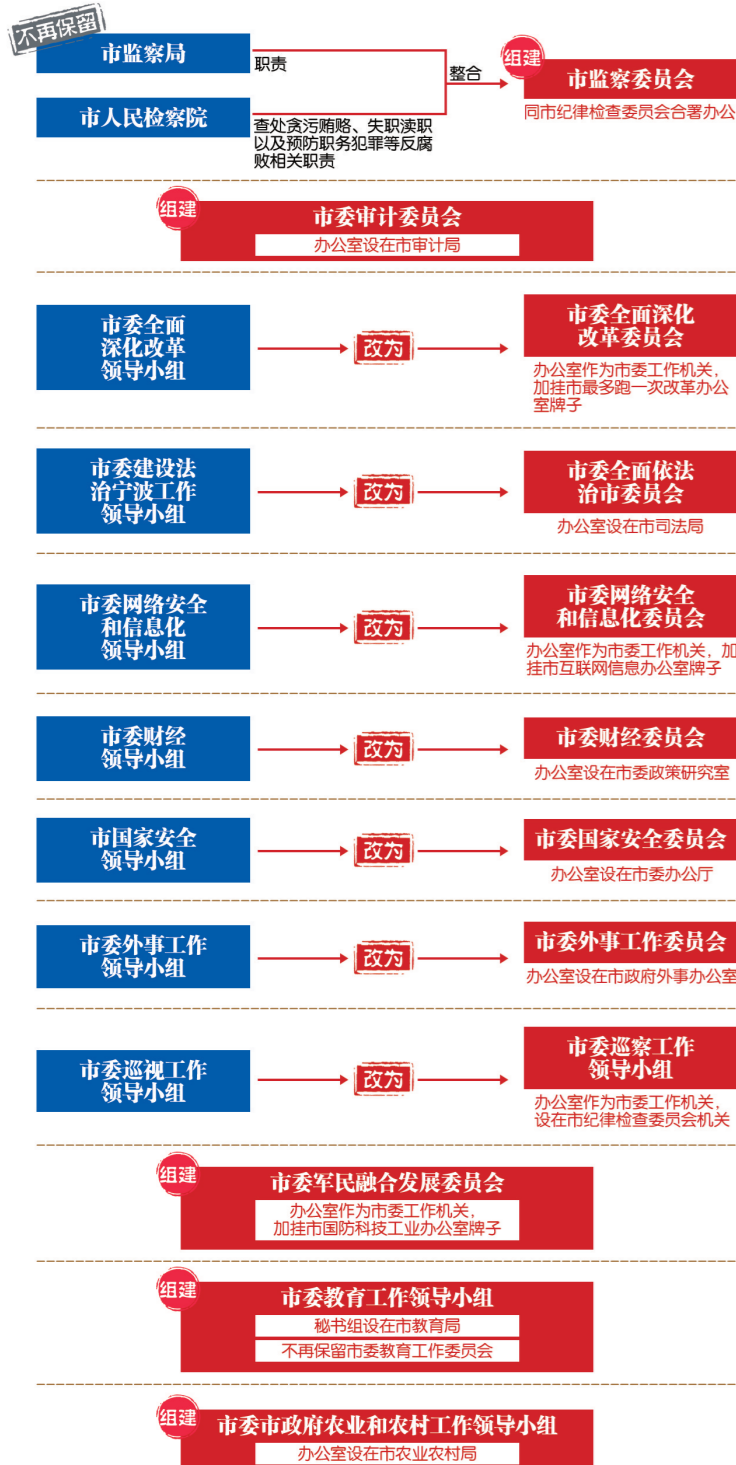 不再保留
市监察局
职责
整合
组建
市监察委员会
同市纪律检查委员会合署办公
市人民检察院
查处贪污贿赂、失职渎职
以及预防职务犯罪等反腐
败相关职责
组建
市委审计委员会
办公室设在市审计局
市委全面
深化改革
领导小组
改为
市委全面深化
改革委员会
办公室作为市委工作机关，
加挂市最多跑一次改革办公
室牌子
市委建设法
治宁波工作
领导小组
改为
市委全面依法
治市委员会
办公室设在市司法局
市委网络安全
和信息化
领导小组
改为
市委网络安全
和信息化委员会
办公室作为市委工作机关，加
挂市互联网信息办公室牌子
市委财经
领导小组
改为
市委财经委员会
办公室设在市委政策研究室
市国家安全
领导小组
改为
市委国家安全委员会
办公室设在市委办公厅
市委外事工作
领导小组
改为
市委外事工作委员会
办公室设在市政府外事办公室
市委巡视工作
领导小组
改为
市委巡察工作
领导小组
办公室作为市委工作机关，
设在市纪律检查委员会机关
组建
市委军民融合发展委员会
办公室作为市委工作机关，
加挂市国防科技工业办公室牌子
组建
市委教育工作领导小组
秘书组设在市教育局
不再保留市委教育工作委员会
组建
市委市政府农业和农村工作领导小组
办公室设在市农业农村局